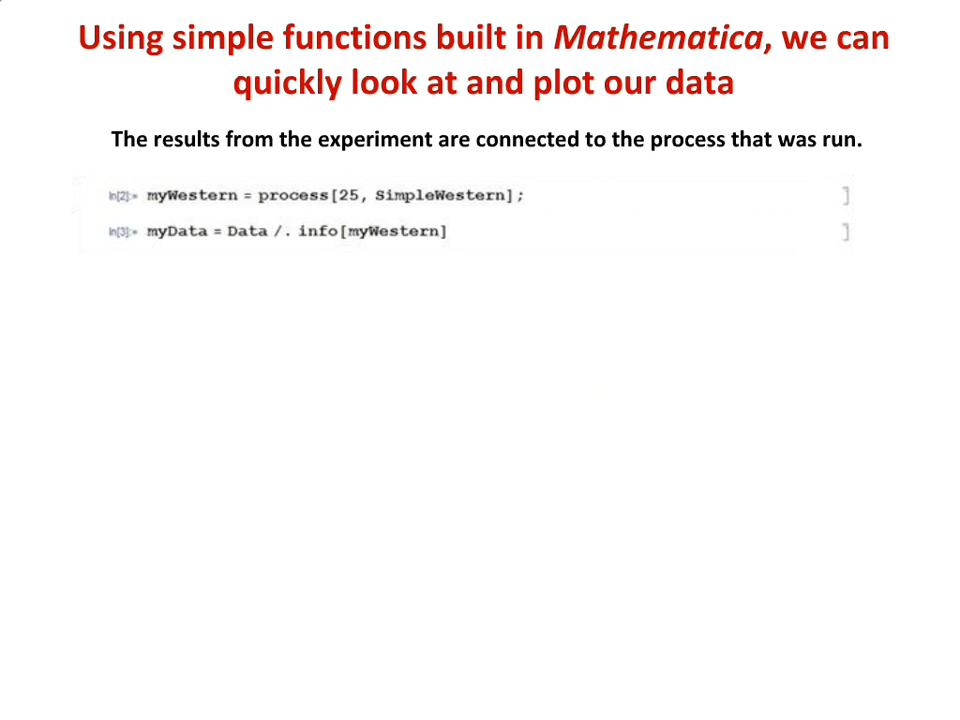 Using simple functions built in Mathematica, we can
quickly look at and plot our data
The results from the experiment are connected to the process that was run.
In[2]:= myWestern = process[25, SimpleWestern];
In[3]:= myData = Data /. info[myWestern]